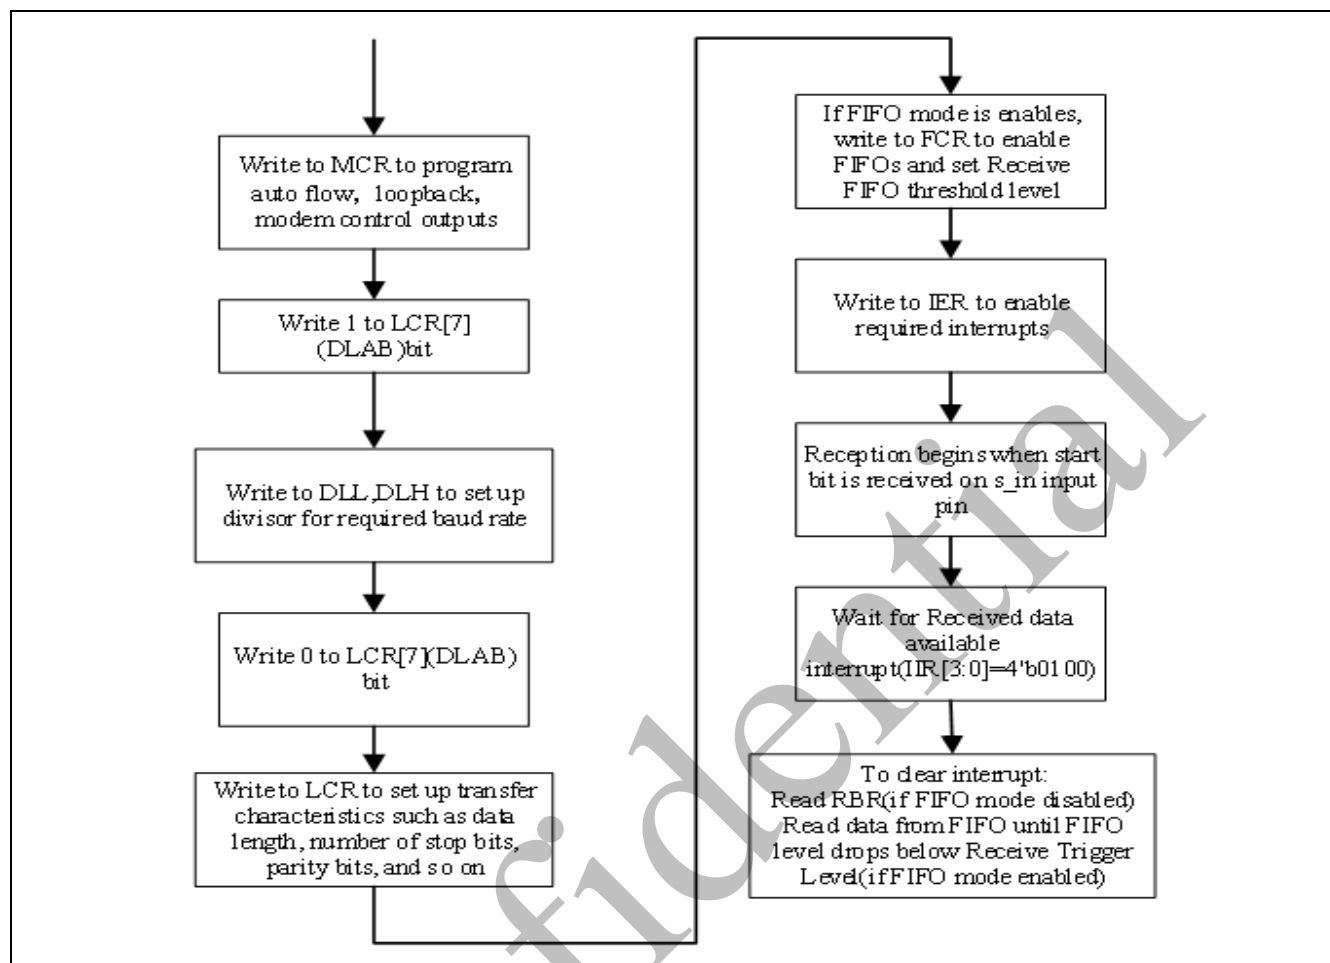 Write to MCR to program
auto flow, loopback,
modem control outputs
Write 1 to LCR[7]
(DLAB)bit
Write to DLL,DLH to set up
divisor for required baud rate
Write 0 to LCR[7](DLAB)
bit
Write to LCR to set up transfer
characteristics such as data
length, number of stop bits,
parity bits, and so on
If FIFO mode is enables,
write to FCR to enable
FIFOs and set Receive
FIFO threshold level
Write to IER to enable
required interrupts
Reception begins when start
bit is received on s_in input
pin
Wait for Received data
available
interrupt(IIR[3:0]=4'b0100)
To clear interrupt:
Read RBR(if FIFO mode disabled)
Read data from FIFO until FIFO
level drops below Receive Trigger
Level(if FIFO mode enabled)
fidential